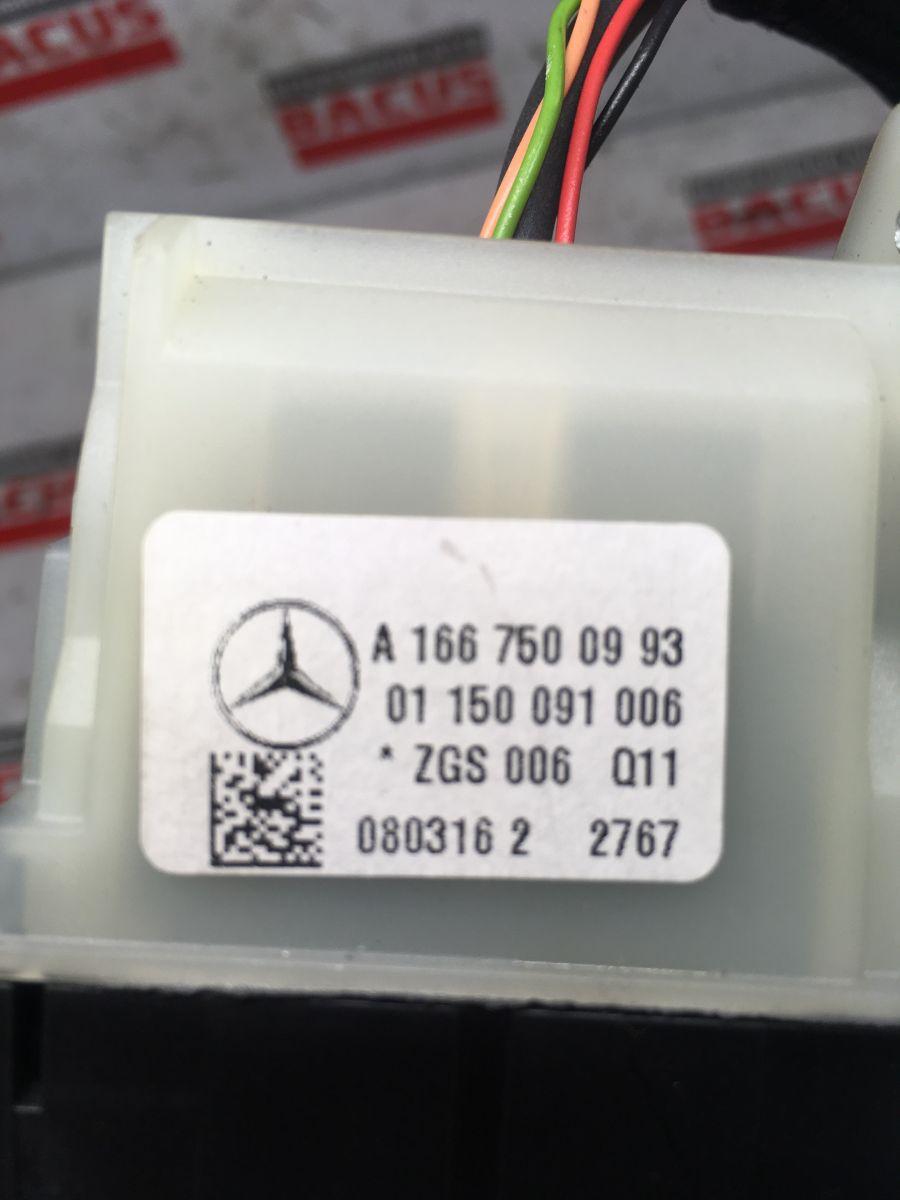 BACUS
BACUS
BACUS
A 166 750 09 93
01 150 091 006
* ZGS 006 Q11
080316 2 2767